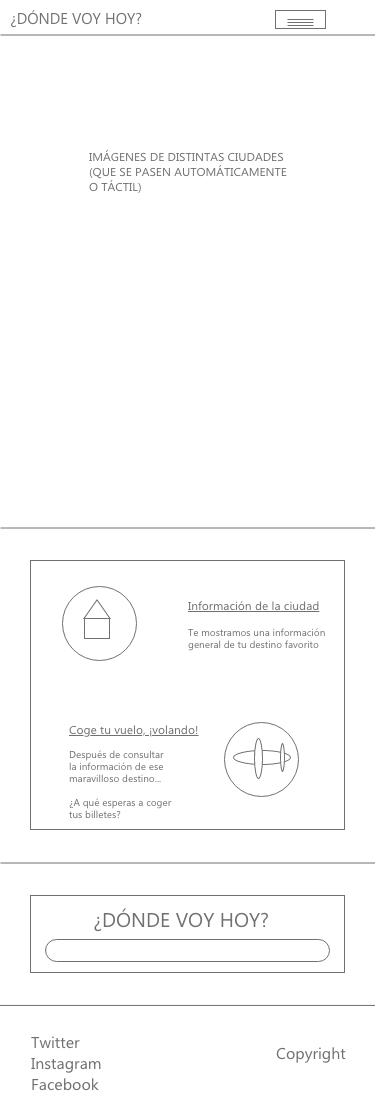 ¿DÓNDE VOY HOY?
IMÁGENES DE DISTINTAS CIUDADES
(QUE SE PASEN AUTOMÁTICAMENTE
O TÁCTIL)
Información de la ciudad
Te mostramos una información
general de tu destino favorito
Coge tu vuelo, ¡volando!
Después de consultar
la información de ese
maravilloso destino...
¿A qué esperas a coger
tus billetes?
¿DÓNDE VOY HOY?
Twitter
Instagram
Facebook
Copyright